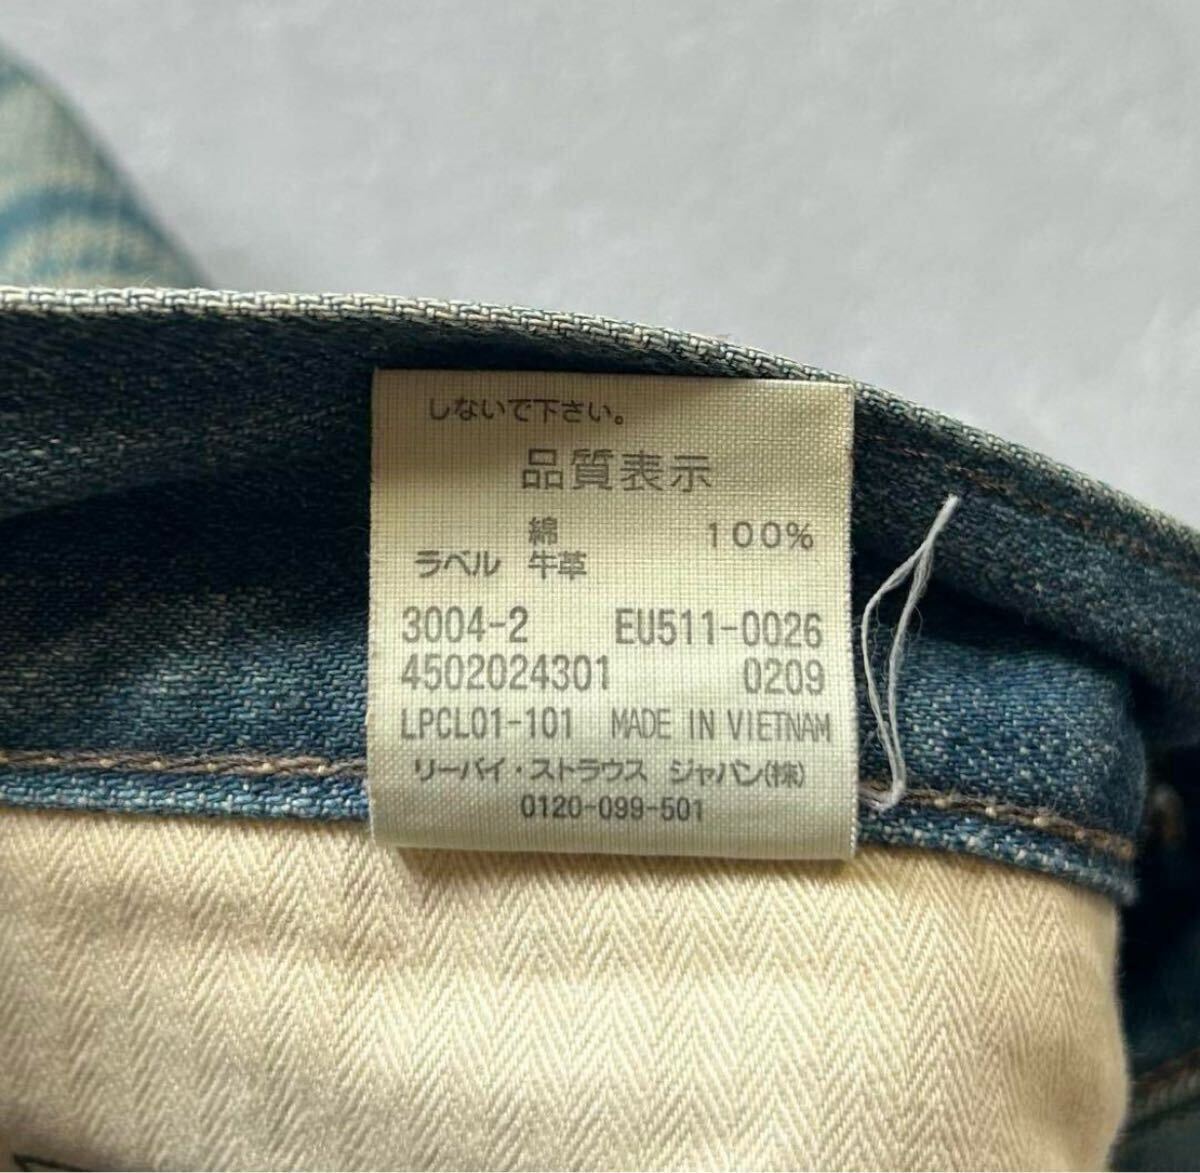 しないで下さい。
品質表示
綿 100%
ラベル 牛革
3004-2 EU511-0026
4502024301 0209
LPCL01-101 MADE IN VIETNAM
リーバイ・ストラウス ジャパン(株)
0120-099-501